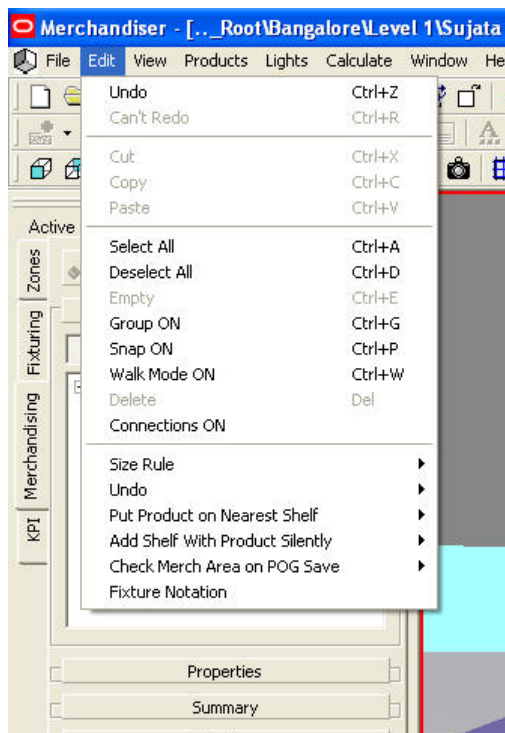 Merchandiser - [.._Root\Bangalore\Level 1\Sujata
File Edit View Products Lights Calculate Window He
Undo Ctrl+Z
Can't Redo Ctrl+R
Cut Ctrl+X
Copy Ctrl+C
Paste Ctrl+V
Active
Select All Ctrl+A
Deselect All Ctrl+D
Empty Ctrl+E
Group ON Ctrl+G
Snap ON Ctrl+P
Walk Mode ON Ctrl+W
Delete Del
Connections ON
Size Rule
Undo
Put Product on Nearest Shelf
Add Shelf With Product Silently
Check Merch Area on POG Save
Fixture Notation
Zones
Fixturing
Merchandising
KPI
Properties
Summary